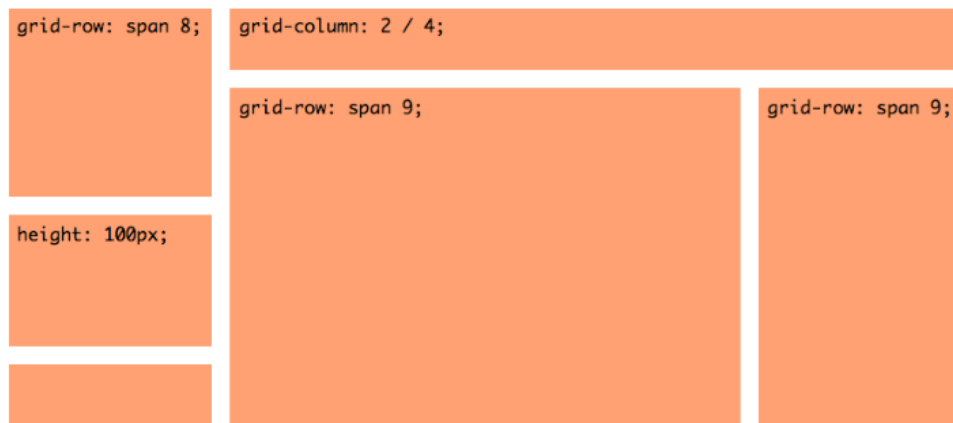 grid-row: span 8;
grid-column: 2 / 4;
grid-row: span 9;
grid-row: span 9;
height: 100px;